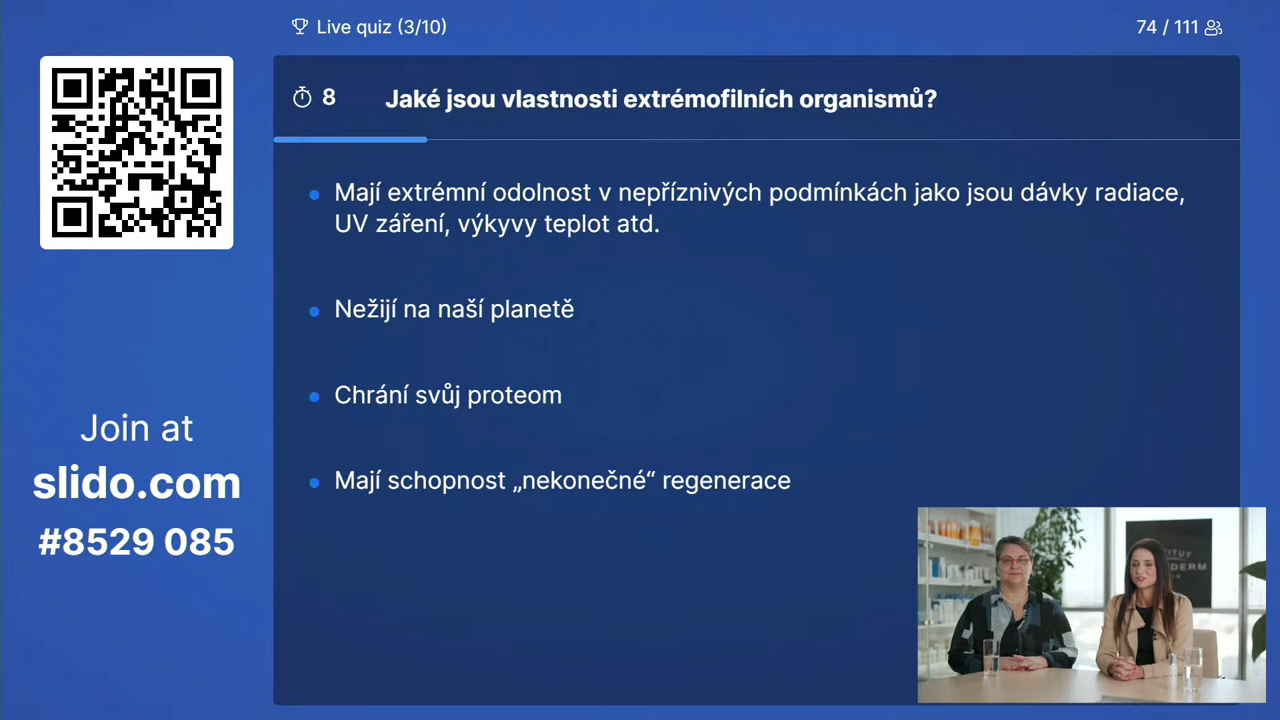 Live quiz (3/10)
74 / 111
8
Jaké jsou vlastnosti extrémofilních organismů?
Mají extrémní odolnost v nepříznivých podmínkách jako jsou dávky radiace,
UV záření, výkyvy teplot atd.
Nežijí na naší planetě
Chrání svůj proteom
Mají schopnost „nekonečné“ regenerace
Join at
slido.com
#8529 085